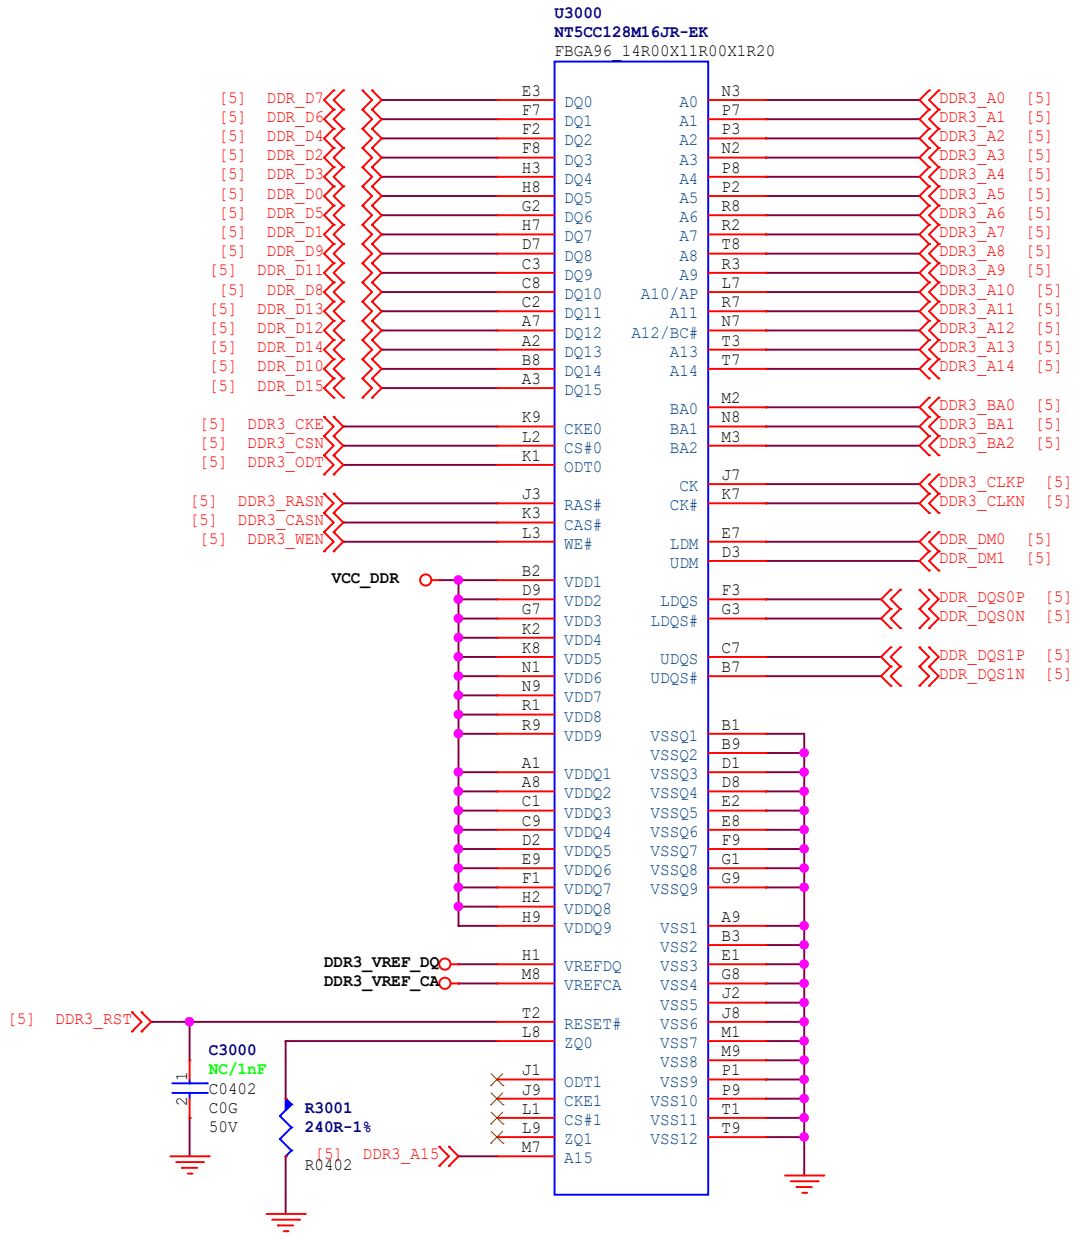 U3000
NT5CC128M16JR-EK
FBGA96_14R00X11R00X1R20
[5] DDR_D7 E3 DQ0 A0 N3 DDR3_A0 [5]
[5] DDR_D6 F7 DQ1 A1 P7 DDR3_A1 [5]
[5] DDR_D4 F2 DQ2 A2 P3 DDR3_A2 [5]
[5] DDR_D2 F8 DQ3 A3 N2 DDR3_A3 [5]
[5] DDR_D3 H3 DQ4 A4 P8 DDR3_A4 [5]
[5] DDR_D0 H8 DQ5 A5 P2 DDR3_A5 [5]
[5] DDR_D5 G2 DQ6 A6 R8 DDR3_A6 [5]
[5] DDR_D1 H7 DQ7 A7 R2 DDR3_A7 [5]
[5] DDR_D9 D7 DQ8 A8 T8 DDR3_A8 [5]
[5] DDR_D11 C3 DQ9 A9 R3 DDR3_A9 [5]
[5] DDR_D8 C8 DQ10 A10/AP L7 DDR3_A10 [5]
[5] DDR_D13 C2 DQ11 A11 R7 DDR3_A11 [5]
[5] DDR_D12 A7 DQ12 A12/BC# N7 DDR3_A12 [5]
[5] DDR_D14 A2 DQ13 A13 T3 DDR3_A13 [5]
[5] DDR_D10 B8 DQ14 A14 T7 DDR3_A14 [5]
[5] DDR_D15 A3 DQ15
BA0 M2 DDR3_BA0 [5]
[5] DDR3_CKE K9 CKE0 BA1 N8 DDR3_BA1 [5]
[5] DDR3_CSN L2 CS#0 BA2 M3 DDR3_BA2 [5]
[5] DDR3_ODT K1 ODT0
CK J7 DDR3_CLKP [5]
[5] DDR3_RASN J3 RAS# CK# K7 DDR3_CLKN [5]
[5] DDR3_CASN K3 CAS#
[5] DDR3_WEN L3 WE# LDM E7 DDR_DM0 [5]
UDM D3 DDR_DM1 [5]
VCC_DDR B2 VDD1
D9 VDD2 LDQS F3 DDR_DQS0P [5]
G7 VDD3 LDQS# G3 DDR_DQS0N [5]
K2 VDD4
K8 VDD5 UDQS C7 DDR_DQS1P [5]
N1 VDD6 UDQS# B7 DDR_DQS1N [5]
N9 VDD7
R1 VDD8
R9 VDD9 VSSQ1 B1
VSSQ2 B9
A1 VDDQ1 VSSQ3 D1
A8 VDDQ2 VSSQ4 D8
C1 VDDQ3 VSSQ5 E2
C9 VDDQ4 VSSQ6 E8
D2 VDDQ5 VSSQ7 F9
E9 VDDQ6 VSSQ8 G1
F1 VDDQ7 VSSQ9 G9
H2 VDDQ8
H9 VDDQ9 VSS1 A9
VSS2 B3
DDR3_VREF_DQ H1 VREFDQ VSS3 E1
DDR3_VREF_CA M8 VREFCA VSS4 G8
VSS5 J2
[5] DDR3_RST T2 RESET# VSS6 J8
L8 ZQ0 VSS7 M1
VSS8 M9
J1 ODT1 VSS9 P1
J9 CKE1 VSS10 P9
L1 CS#1 VSS11 T1
L9 ZQ1 VSS12 T9
[5] DDR3_A15 M7 A15
C3000
NC/1nF
1
C0402
2
C0G
50V
R3001
240R-1%
R0402